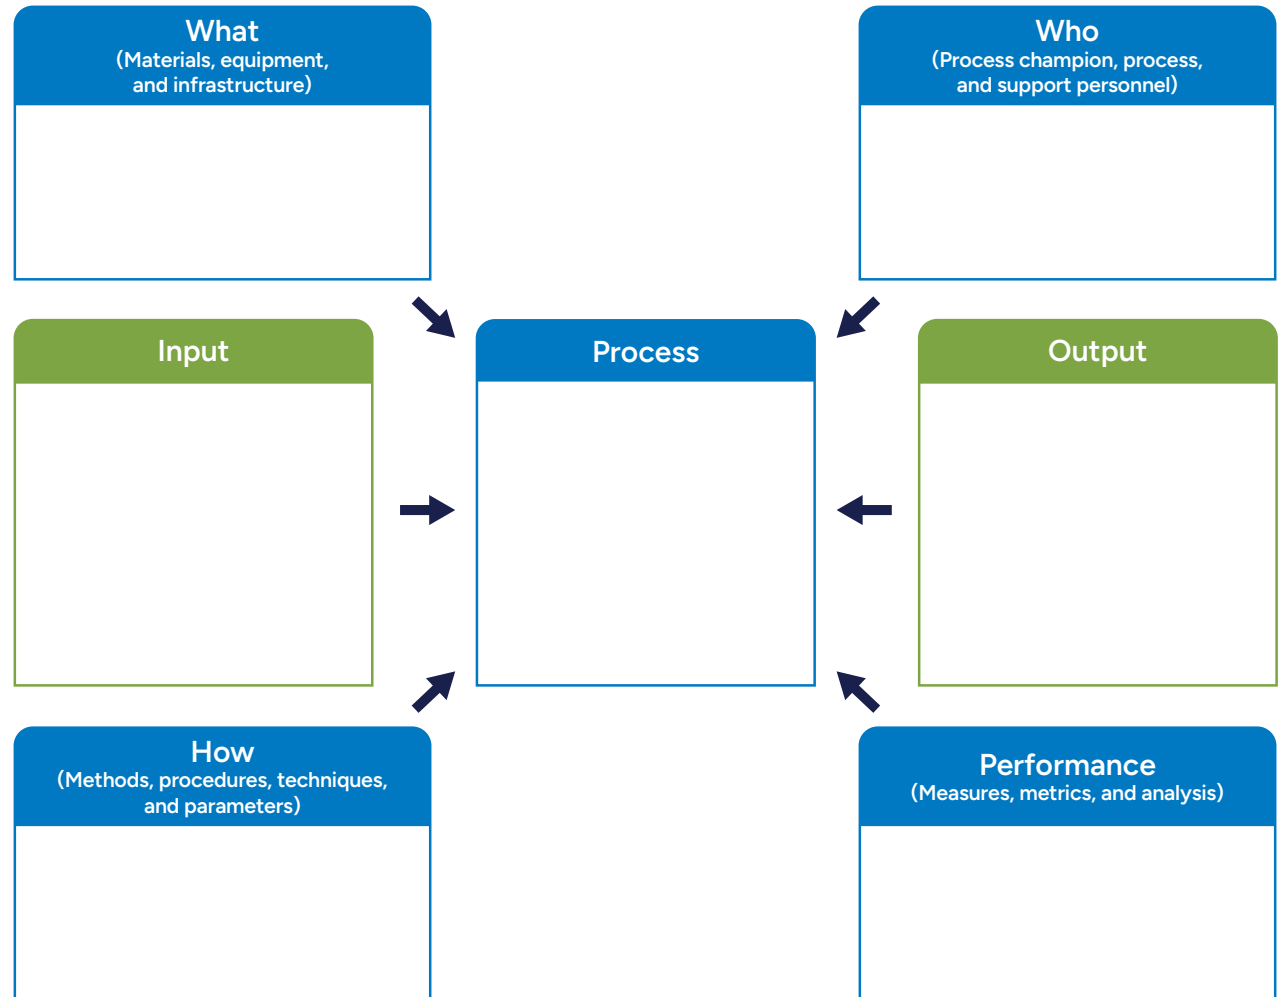 What
(Materials, equipment,
and infrastructure)
Who
(Process champion, process,
and support personnel)
Input
Process
Output
How
(Methods, procedures, techniques,
and parameters)
Performance
(Measures, metrics, and analysis)